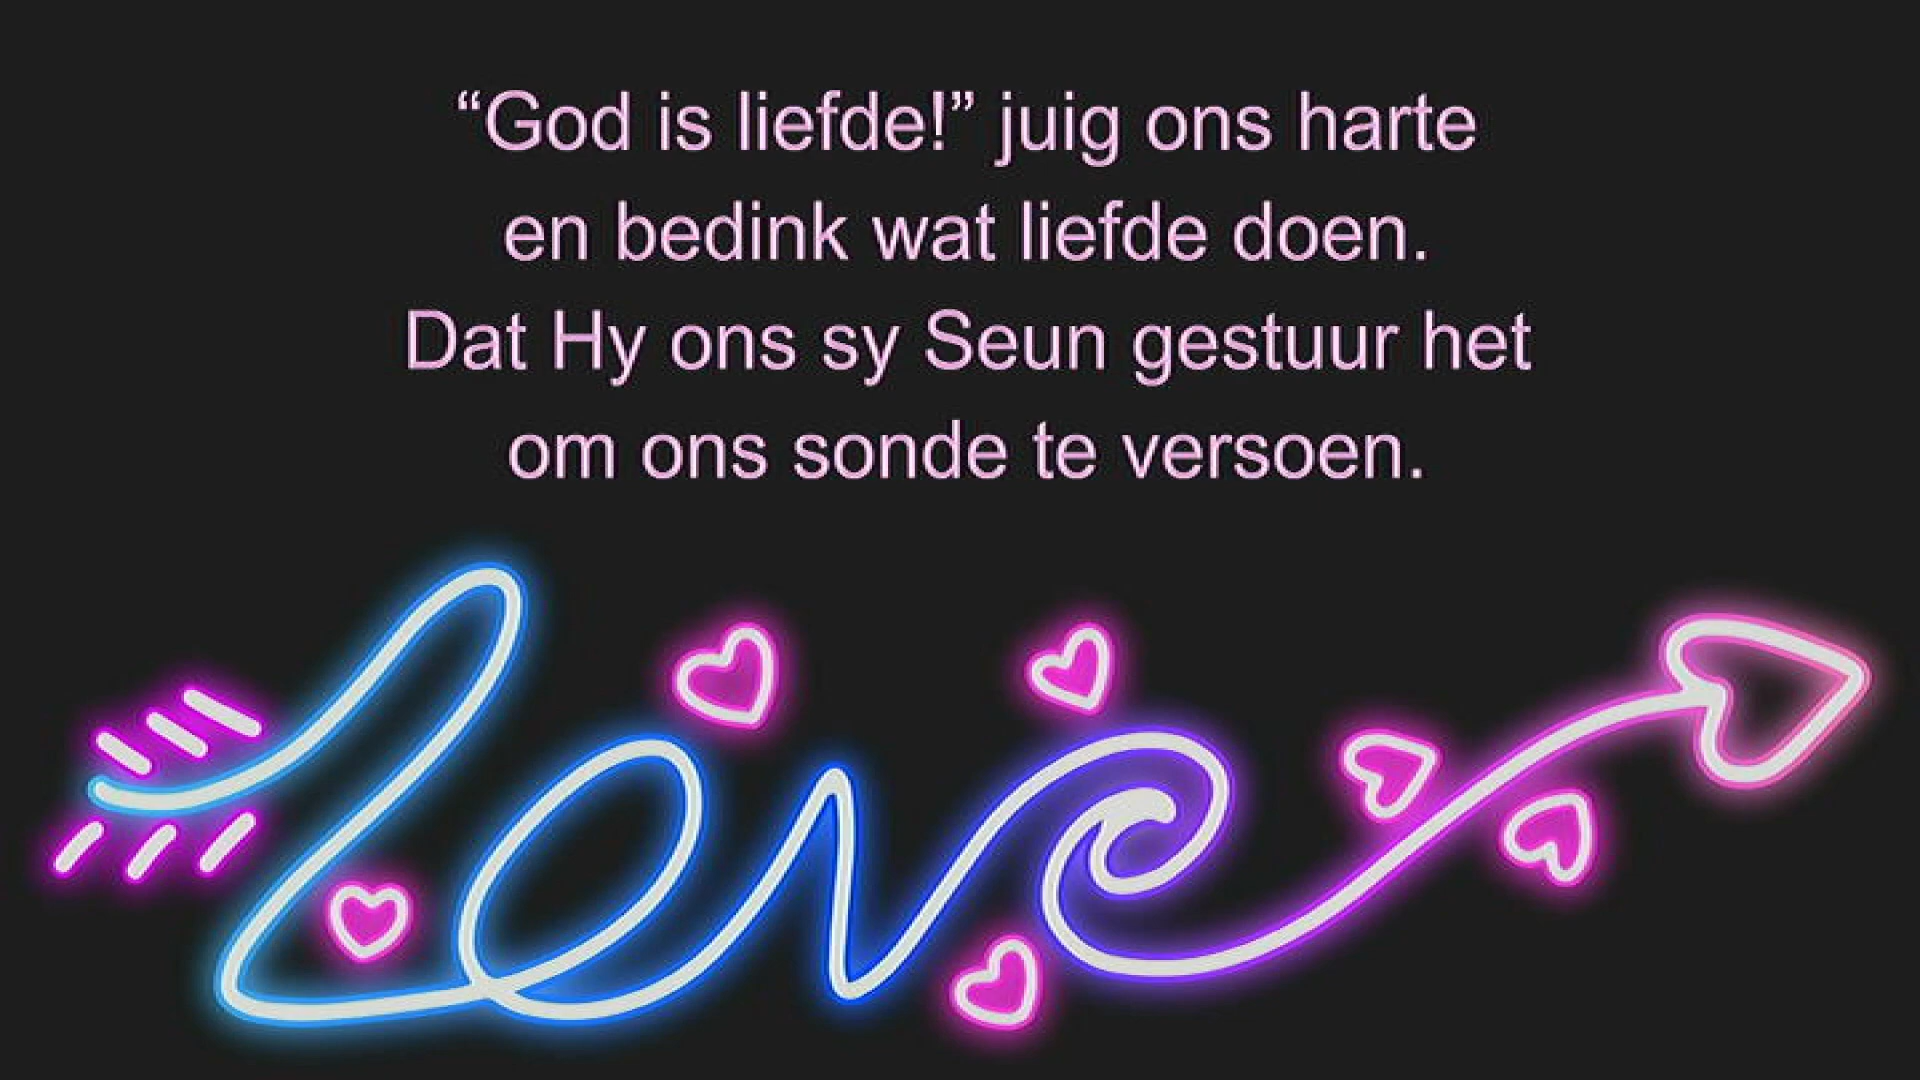 “God is liefde!” juig ons harte
en bedink wat liefde doen.
Dat Hy ons sy Seun gestuur het
om ons sonde te versoen.
Love